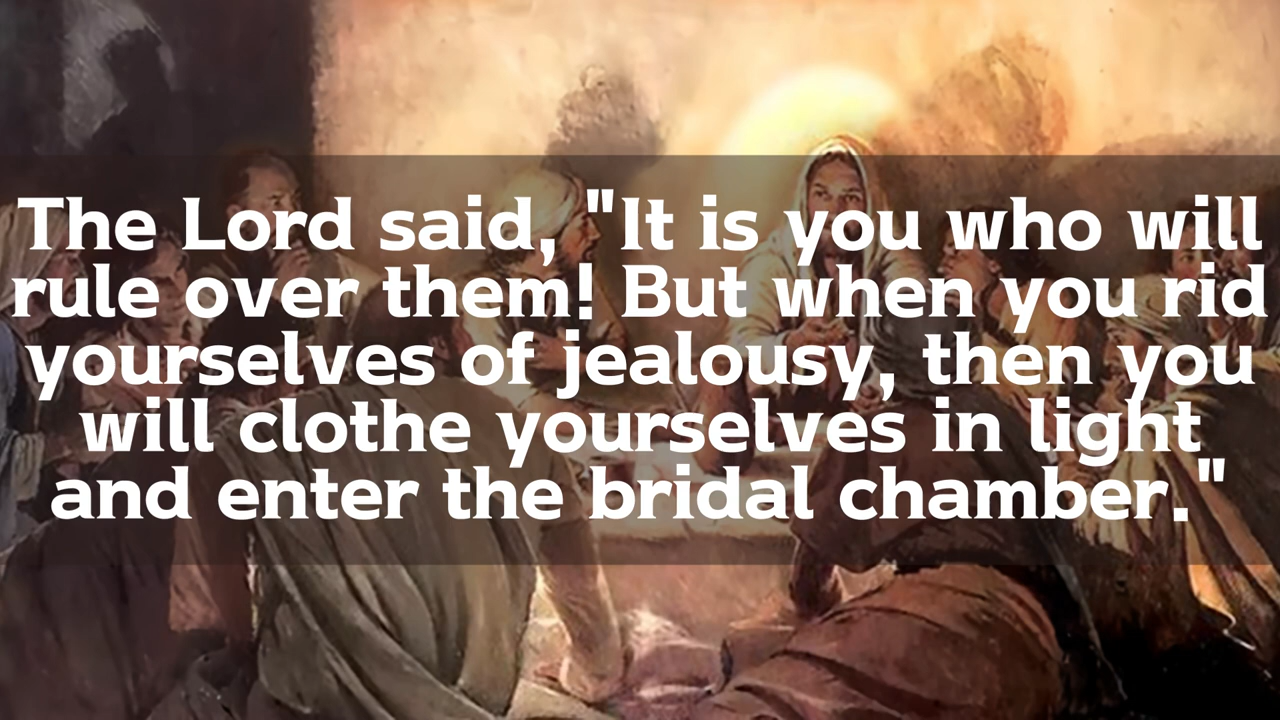 The Lord said, "It is you who will
rule over them! But when you rid
yourselves of jealousy, then you
will clothe yourselves in light
and enter the bridal chamber."